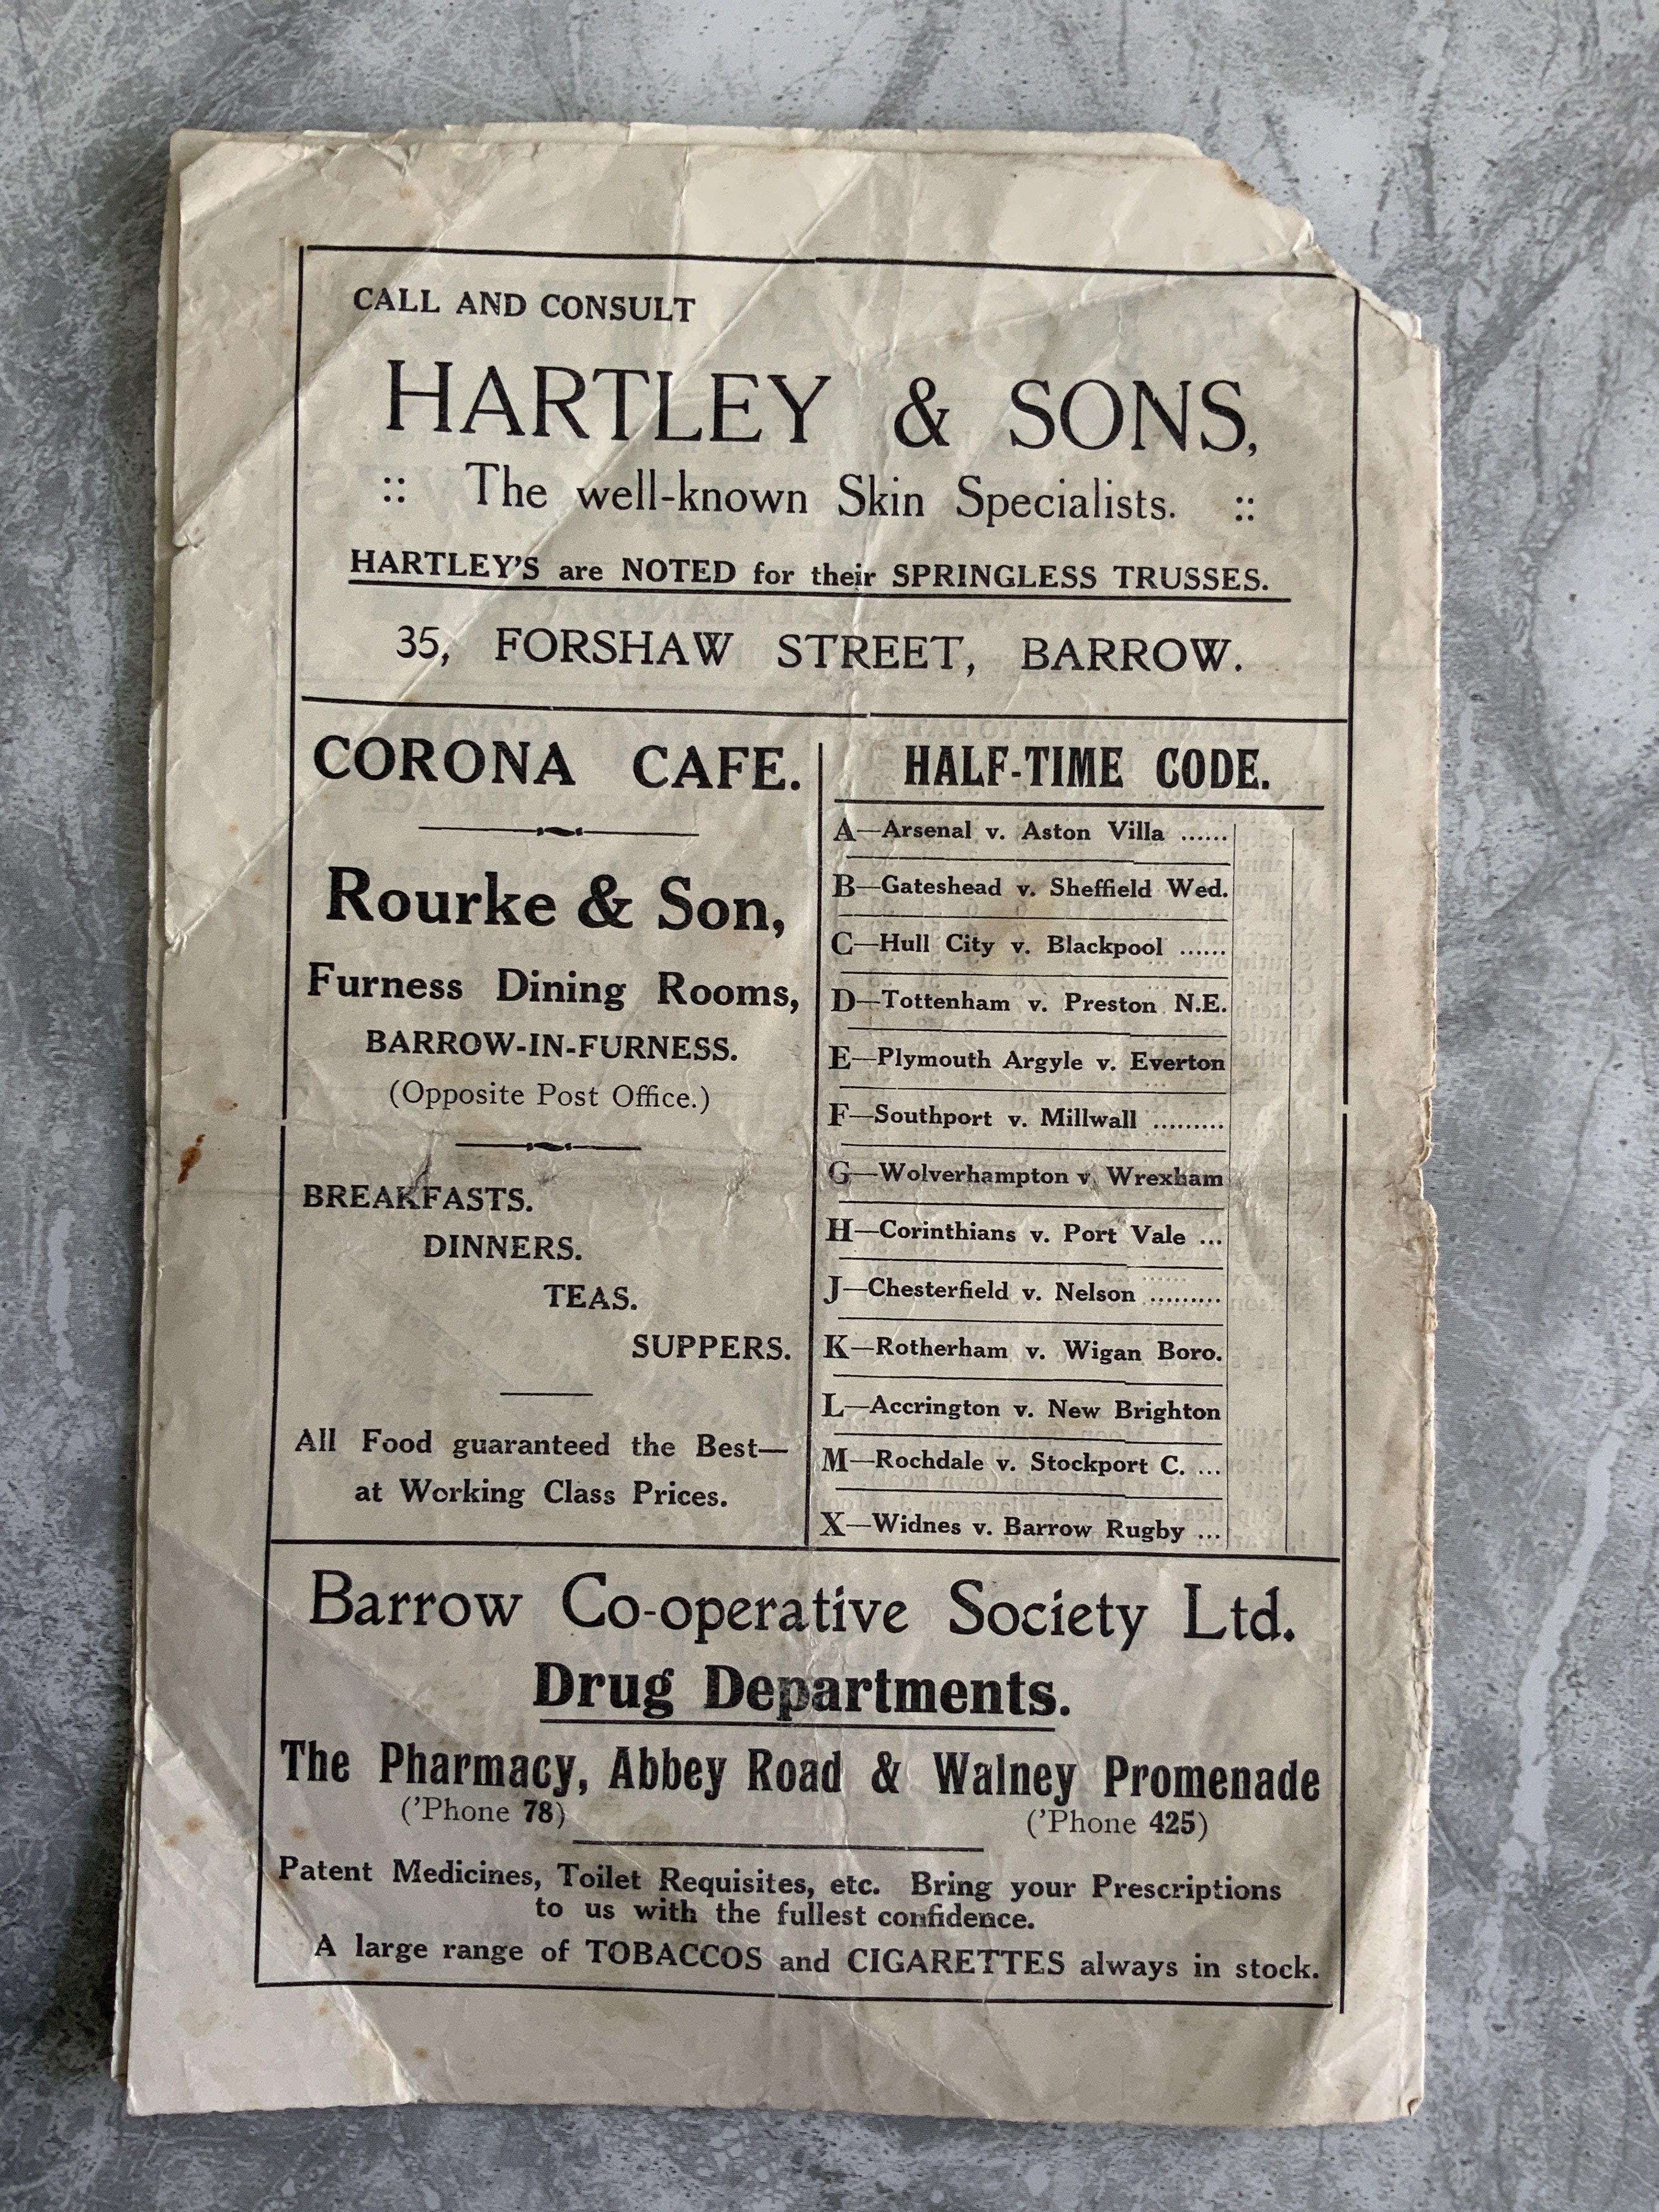 CALL AND CONSULT
HARTLEY & SONS,
:: The well-known Skin Specialists. ::
HARTLEY'S are NOTED for their SPRINGLESS TRUSSES.
35, FORSHAW STREET, BARROW.
CORONA CAFE.
Rourke & Son,
Furness Dining Rooms,
BARROW-IN-FURNESS.
(Opposite Post Office.)
BREAKFASTS.
DINNERS.
TEAS.
SUPPERS.
All Food guaranteed the Best—
at Working Class Prices.
HALF-TIME CODE.
A—Arsenal v. Aston Villa ......
B—Gateshead v. Sheffield Wed.
C—Hull City v. Blackpool ......
D—Tottenham v. Preston N.E.
E—Plymouth Argyle v. Everton
F—Southport v. Millwall .........
G—Wolverhampton v. Wrexham
H—Corinthians v. Port Vale ...
J—Chesterfield v. Nelson .........
K—Rotherham v. Wigan Boro.
L—Accrington v. New Brighton
M—Rochdale v. Stockport C. ...
X—Widnes v. Barrow Rugby ...
Barrow Co-operative Society Ltd.
Drug Departments.
The Pharmacy, Abbey Road & Walney Promenade
('Phone 78) ('Phone 425)
Patent Medicines, Toilet Requisites, etc. Bring your Prescriptions
to us with the fullest confidence.
A large range of TOBACCOS and CIGARETTES always in stock.